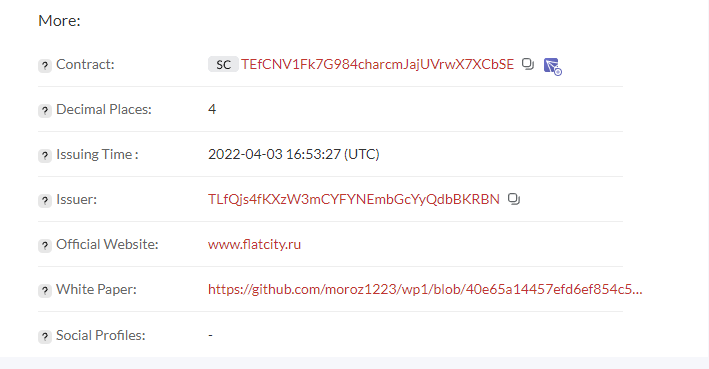 More:
? Contract: SC TEfCNV1Fk7G984charcmJajUVrwX7XCbSE
? Decimal Places: 4
? Issuing Time : 2022-04-03 16:53:27 (UTC)
? Issuer: TLfQjs4fKXzW3mCYFYNEmbGcYyQdbBKRBN
? Official Website: www.flatcity.ru
? White Paper: https://github.com/moroz1223/wp1/blob/40e65a14457efd6ef854c5...
? Social Profiles: -